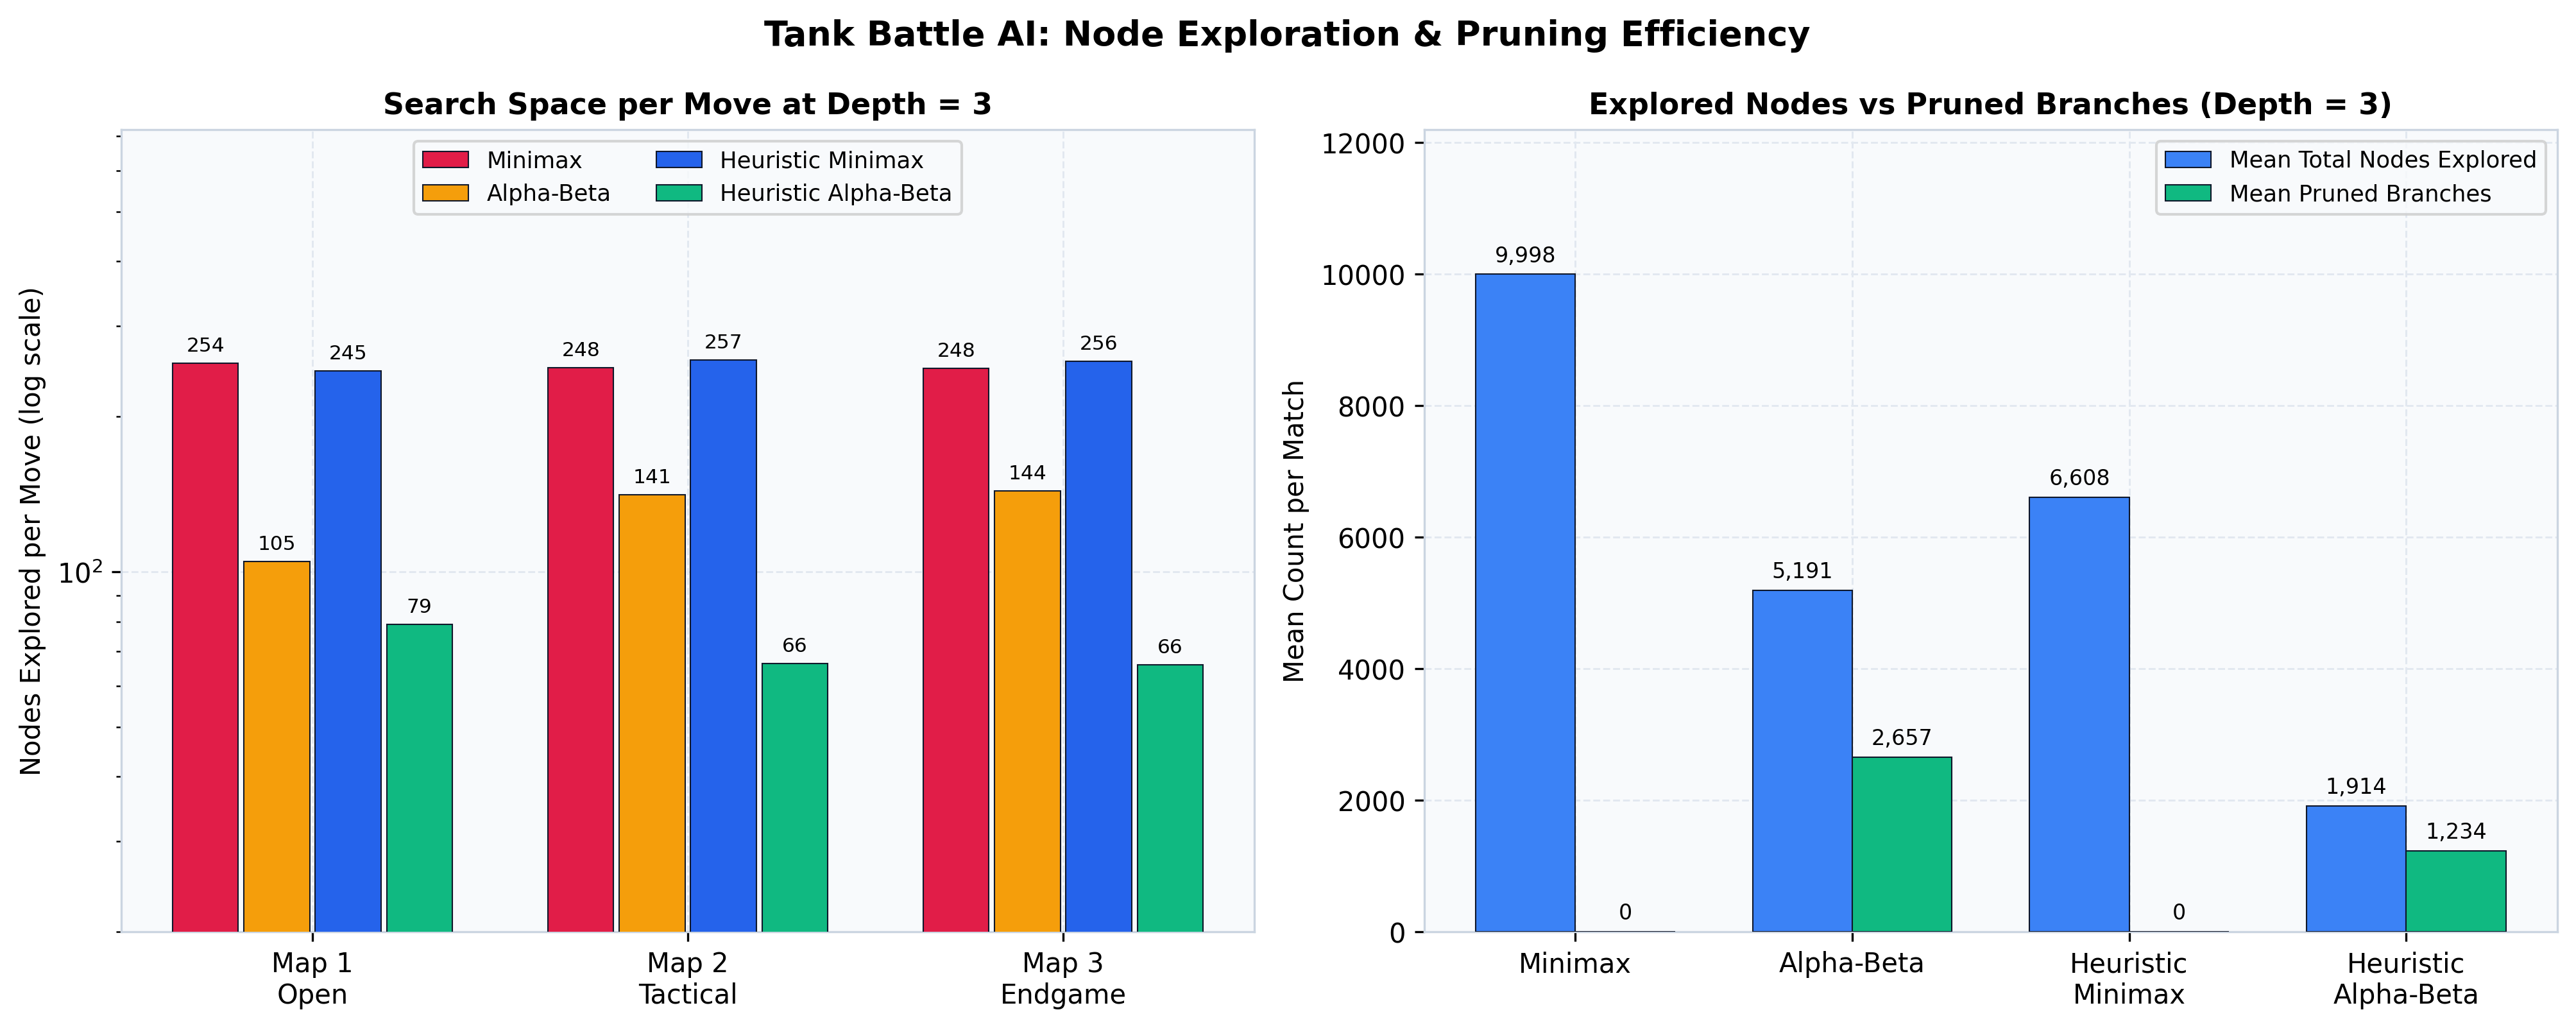 Tank Battle AI: Node Exploration & Pruning Efficiency
Search Space per Move at Depth = 3
Minimax
Alpha-Beta
Heuristic Minimax
Heuristic Alpha-Beta
Nodes Explored per Move (log scale)
10²
254
105
245
79
248
141
257
66
248
144
256
66
Map 1
Open
Map 2
Tactical
Map 3
Endgame
Explored Nodes vs Pruned Branches (Depth = 3)
Mean Total Nodes Explored
Mean Pruned Branches
Mean Count per Match
12000
10000
8000
6000
4000
2000
0
9,998
0
5,191
2,657
6,608
0
1,914
1,234
Minimax
Alpha-Beta
Heuristic
Minimax
Heuristic
Alpha-Beta